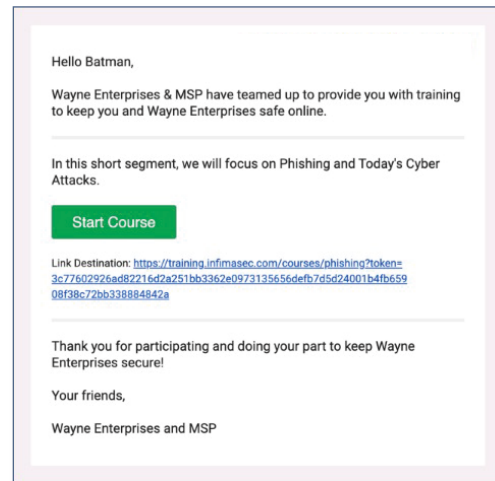 Hello Batman,
Wayne Enterprises & MSP have teamed up to provide you with training
to keep you and Wayne Enterprises safe online.
In this short segment, we will focus on Phishing and Today's Cyber
Attacks.
Start Course
Link Destination: https://training.infimasec.com/courses/phishing?token=
3c77602926ad82216d2a251bb3362e0973135656defb7d5d24001b4fb659
08f38c72bb338884842a
Thank you for participating and doing your part to keep Wayne
Enterprises secure!
Your friends,
Wayne Enterprises and MSP